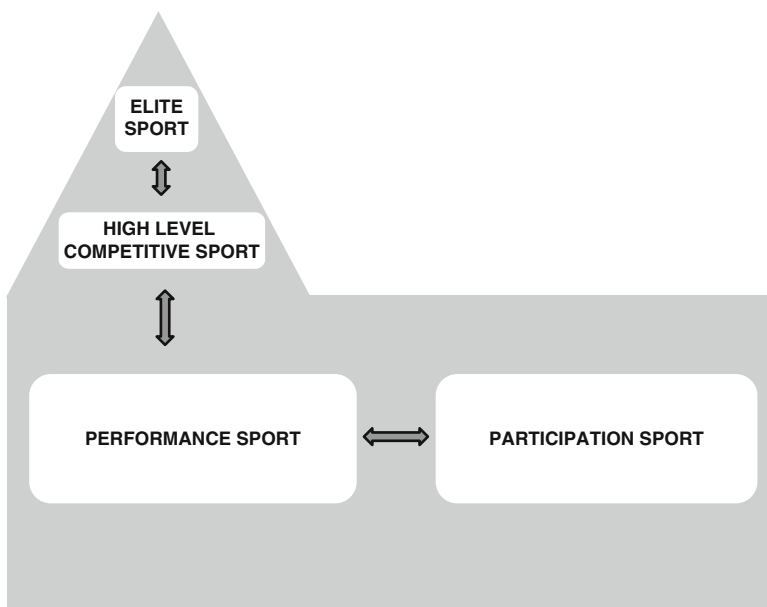 ELITE
SPORT
HIGH LEVEL
COMPETITIVE SPORT
PERFORMANCE SPORT
PARTICIPATION SPORT